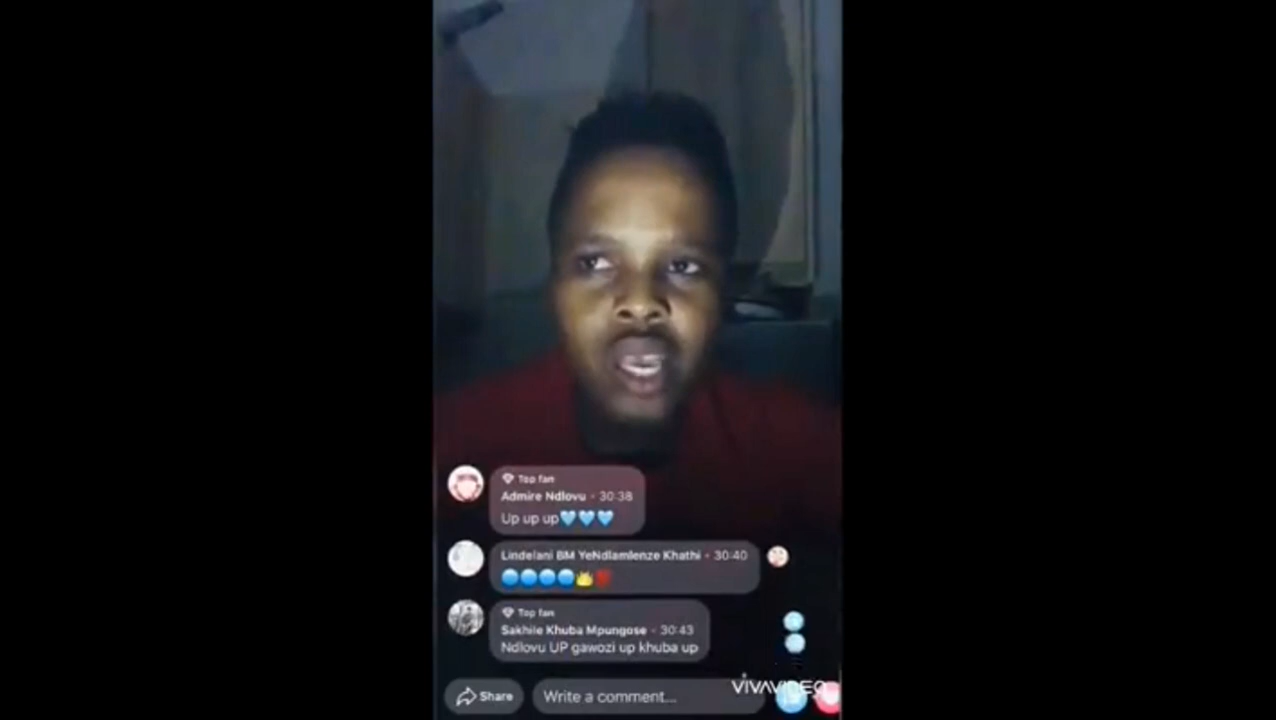 Top fan
Admire Ndlovu · 30:38
Up up up🩵🩵🩵
Lindelani BM YeNdlamlenze Khathi · 30:40
🔵🔵🔵🔵
Top fan
Sakhile Khuba Mpungose · 30:43
Ndlovu UP gawozi up khuba up
Share
Write a comment...
VIVAVIDEO